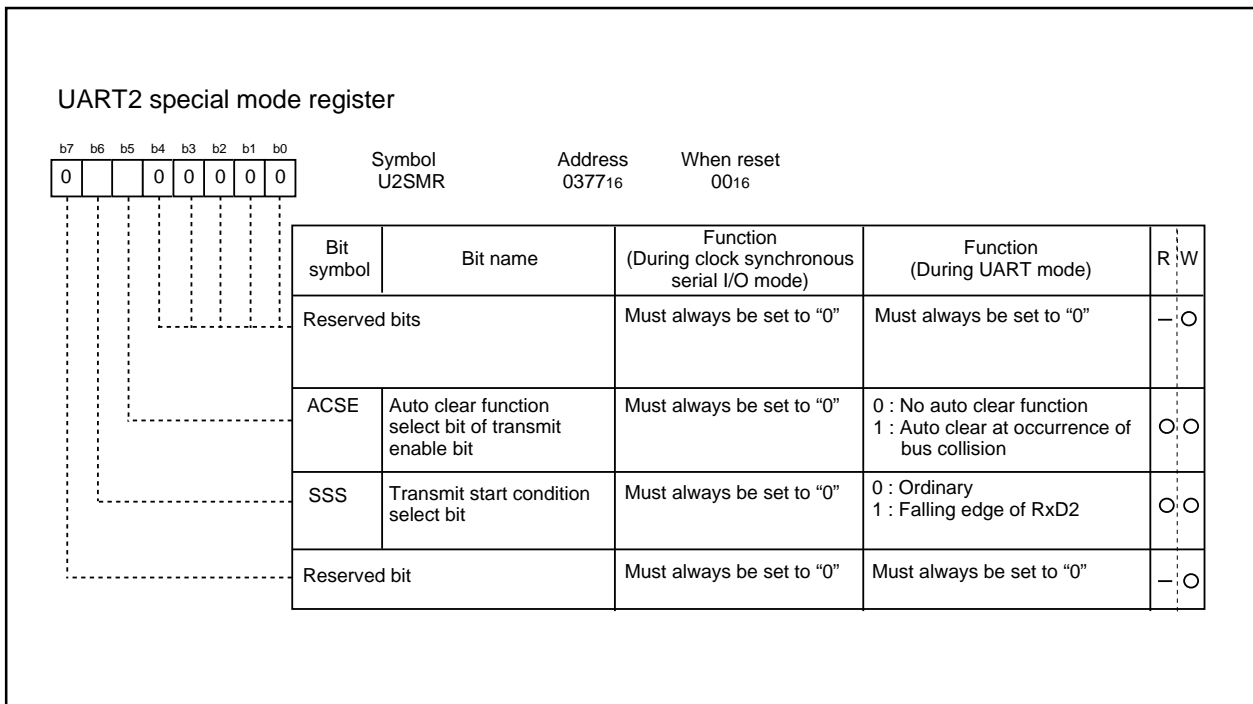 UART2 special mode register
b7 b6 b5 b4 b3 b2 b1 b0
0 0 0 0 0 0
Symbol Address When reset
U2SMR 037716 0016
Bit symbol Bit name Function (During clock synchronous serial I/O mode) Function (During UART mode) R W
Reserved bits Must always be set to “0” Must always be set to “0” – O
ACSE Auto clear function select bit of transmit enable bit Must always be set to “0” 0 : No auto clear function 1 : Auto clear at occurrence of bus collision O O
SSS Transmit start condition select bit Must always be set to “0” 0 : Ordinary 1 : Falling edge of RxD2 O O
Reserved bit Must always be set to “0” Must always be set to “0” – O